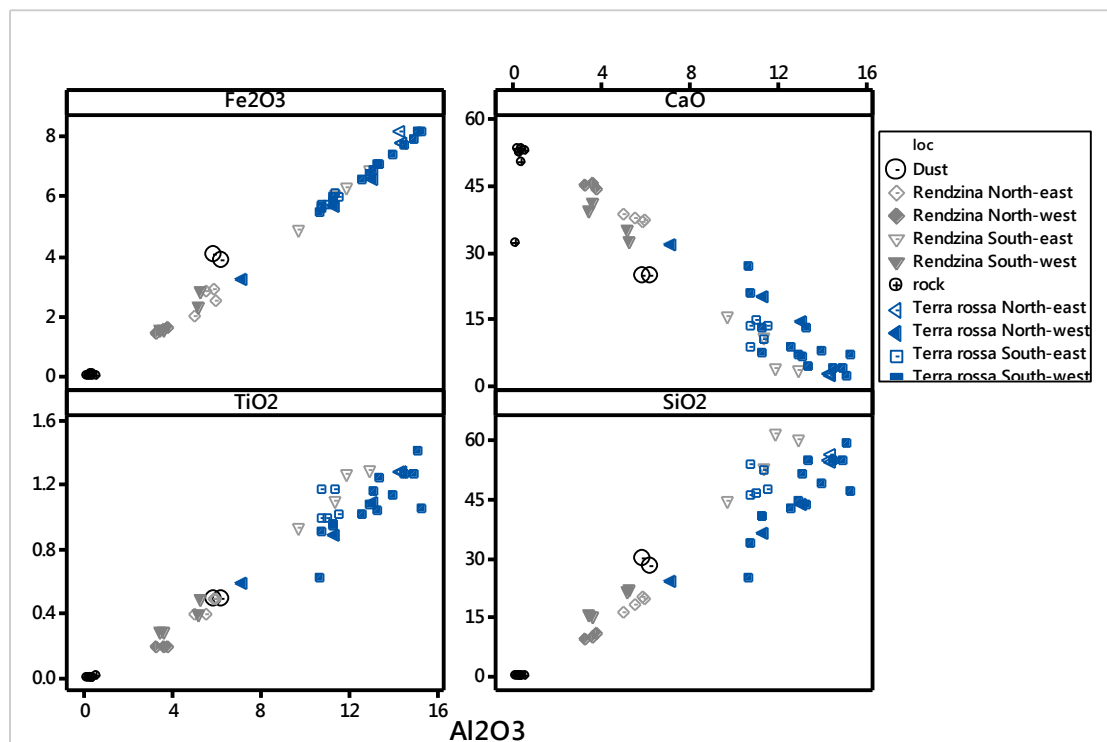 0 4 8 12 16
Fe2O3 CaO
8
6
4
2
0
60
45
30
15
0
loc
Dust
Rendzina North-east
Rendzina North-west
Rendzina South-east
Rendzina South-west
rock
Terra rossa North-east
Terra rossa North-west
Terra rossa South-east
Terra rossa South-west
TiO2 SiO2
1.6
1.2
0.8
0.4
0.0
60
45
30
15
0
0 4 8 12 16
Al2O3